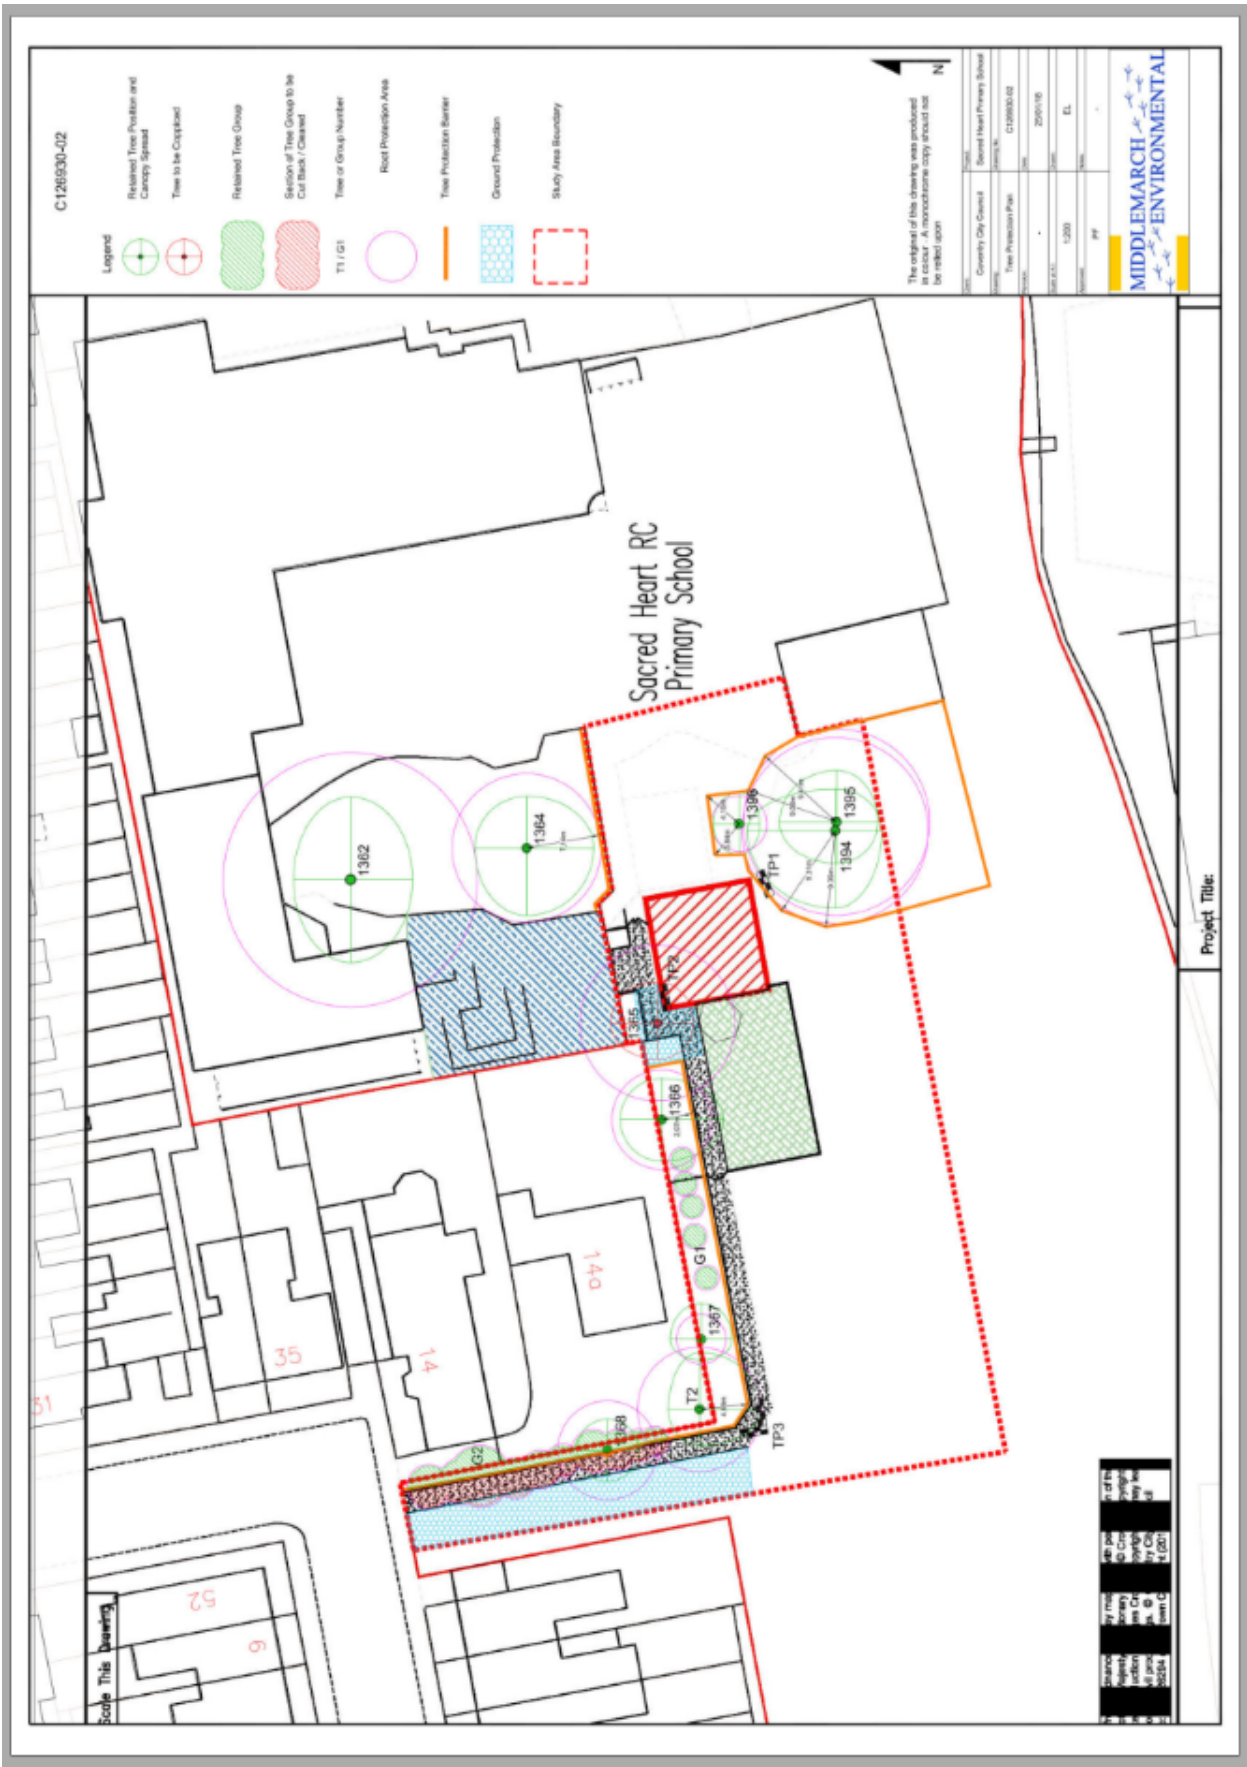 C126930-02
Legend
Retained Tree Position and
Canopy Spread
Tree to be Coppiced
Retained Tree Group
Section of Tree Group to be
Cut Back / Cleared
T1 / G1
Tree or Group Number
Root Protection Area
Tree Protection Barrier
Ground Protection
Study Area Boundary
N
The original of this drawing was produced
in colour. A monochrome copy should not
be relied upon
Coventry City Council
Sacred Heart Primary School
Tree Protection Plan
C126930-02
1:200
EL
PF
MIDDLEMARCH
ENVIRONMENTAL
Sacred Heart RC
Primary School
1362
1364
1396
1395
1394
TP1
TP2
1365
1366
G1
1367
T2
TP3
1368
G2
14a
14
35
31
52
6
Scale This Drawing
Project Title: